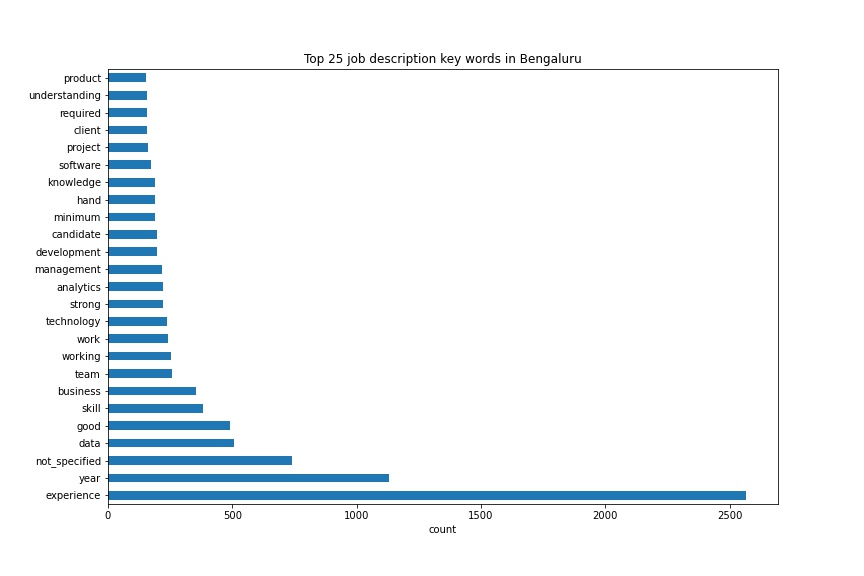 Top 25 job description key words in Bengaluru
product
understanding
required
client
project
software
knowledge
hand
minimum
candidate
development
management
analytics
strong
technology
work
working
team
business
skill
good
data
not_specified
year
experience
0 500 1000 1500 2000 2500
count